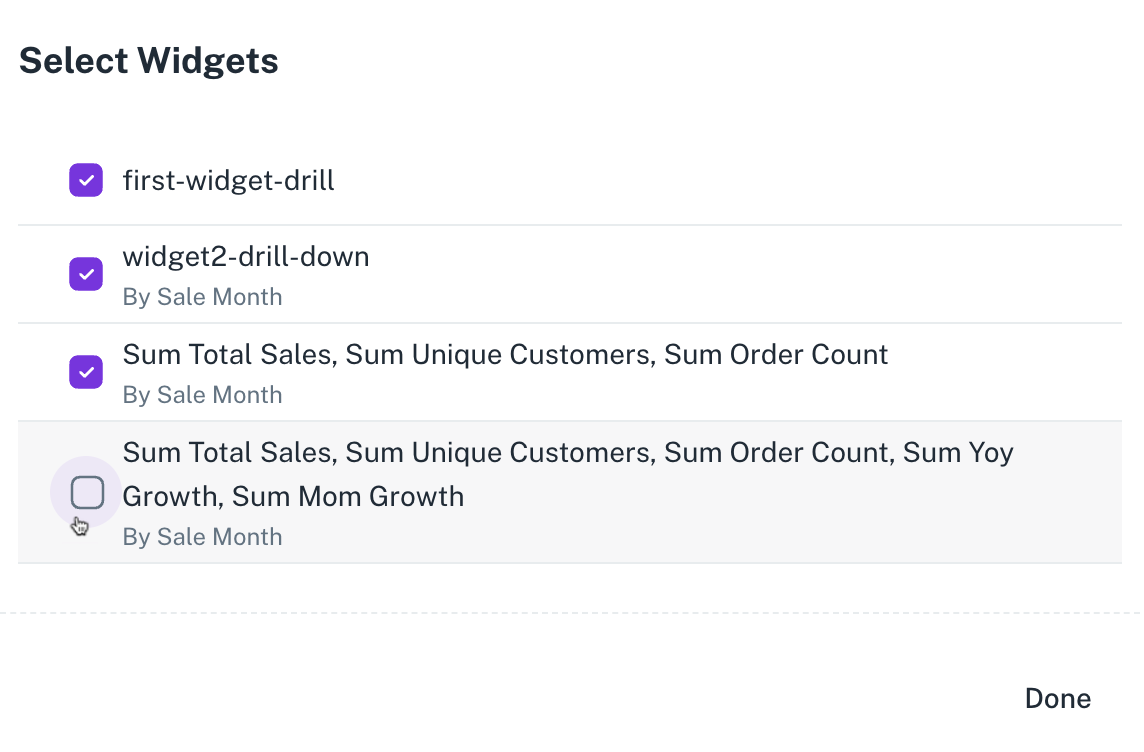 Select Widgets
first-widget-drill
widget2-drill-down
By Sale Month
Sum Total Sales, Sum Unique Customers, Sum Order Count
By Sale Month
Sum Total Sales, Sum Unique Customers, Sum Order Count, Sum Yoy
Growth, Sum Mom Growth
By Sale Month
Done